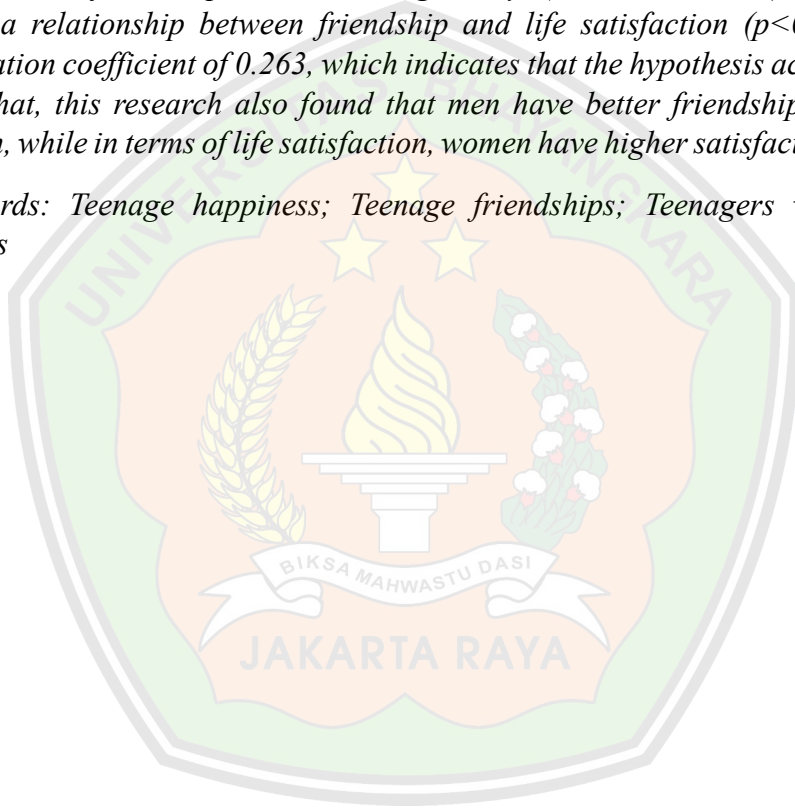 a relationship between friendship and life satisfaction
ation coefficient of 0.263, which indicates that the hypothesis
hat, this research also found that men have better friendship
, while in terms of life satisfaction, women have higher
rds: Teenage happiness; Teenage friendships; Teenagers
s
UNIVERSITAS BHAYANGKARA
BIKSA MAHWASTU DASI
JAKARTA RAYA